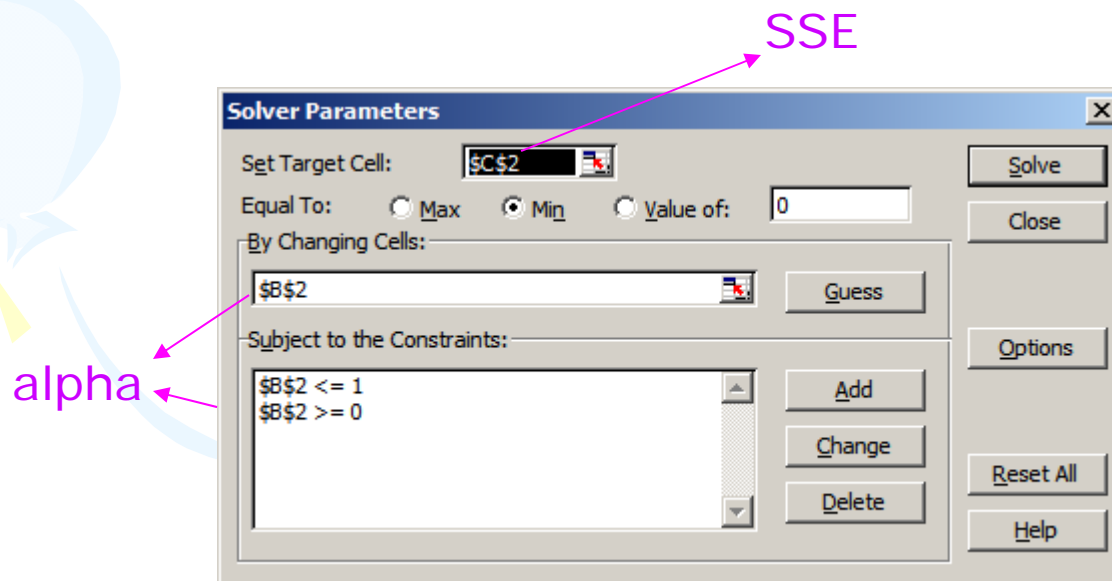 SSE
Solver Parameters
Set Target Cell: $C$2 Solve
Equal To: Max Min Value of: 0 Close
By Changing Cells:
$B$2 Guess
Subject to the Constraints: Options
alpha
$B$2 <= 1 Add
$B$2 >= 0
Change
Reset All
Delete
Help